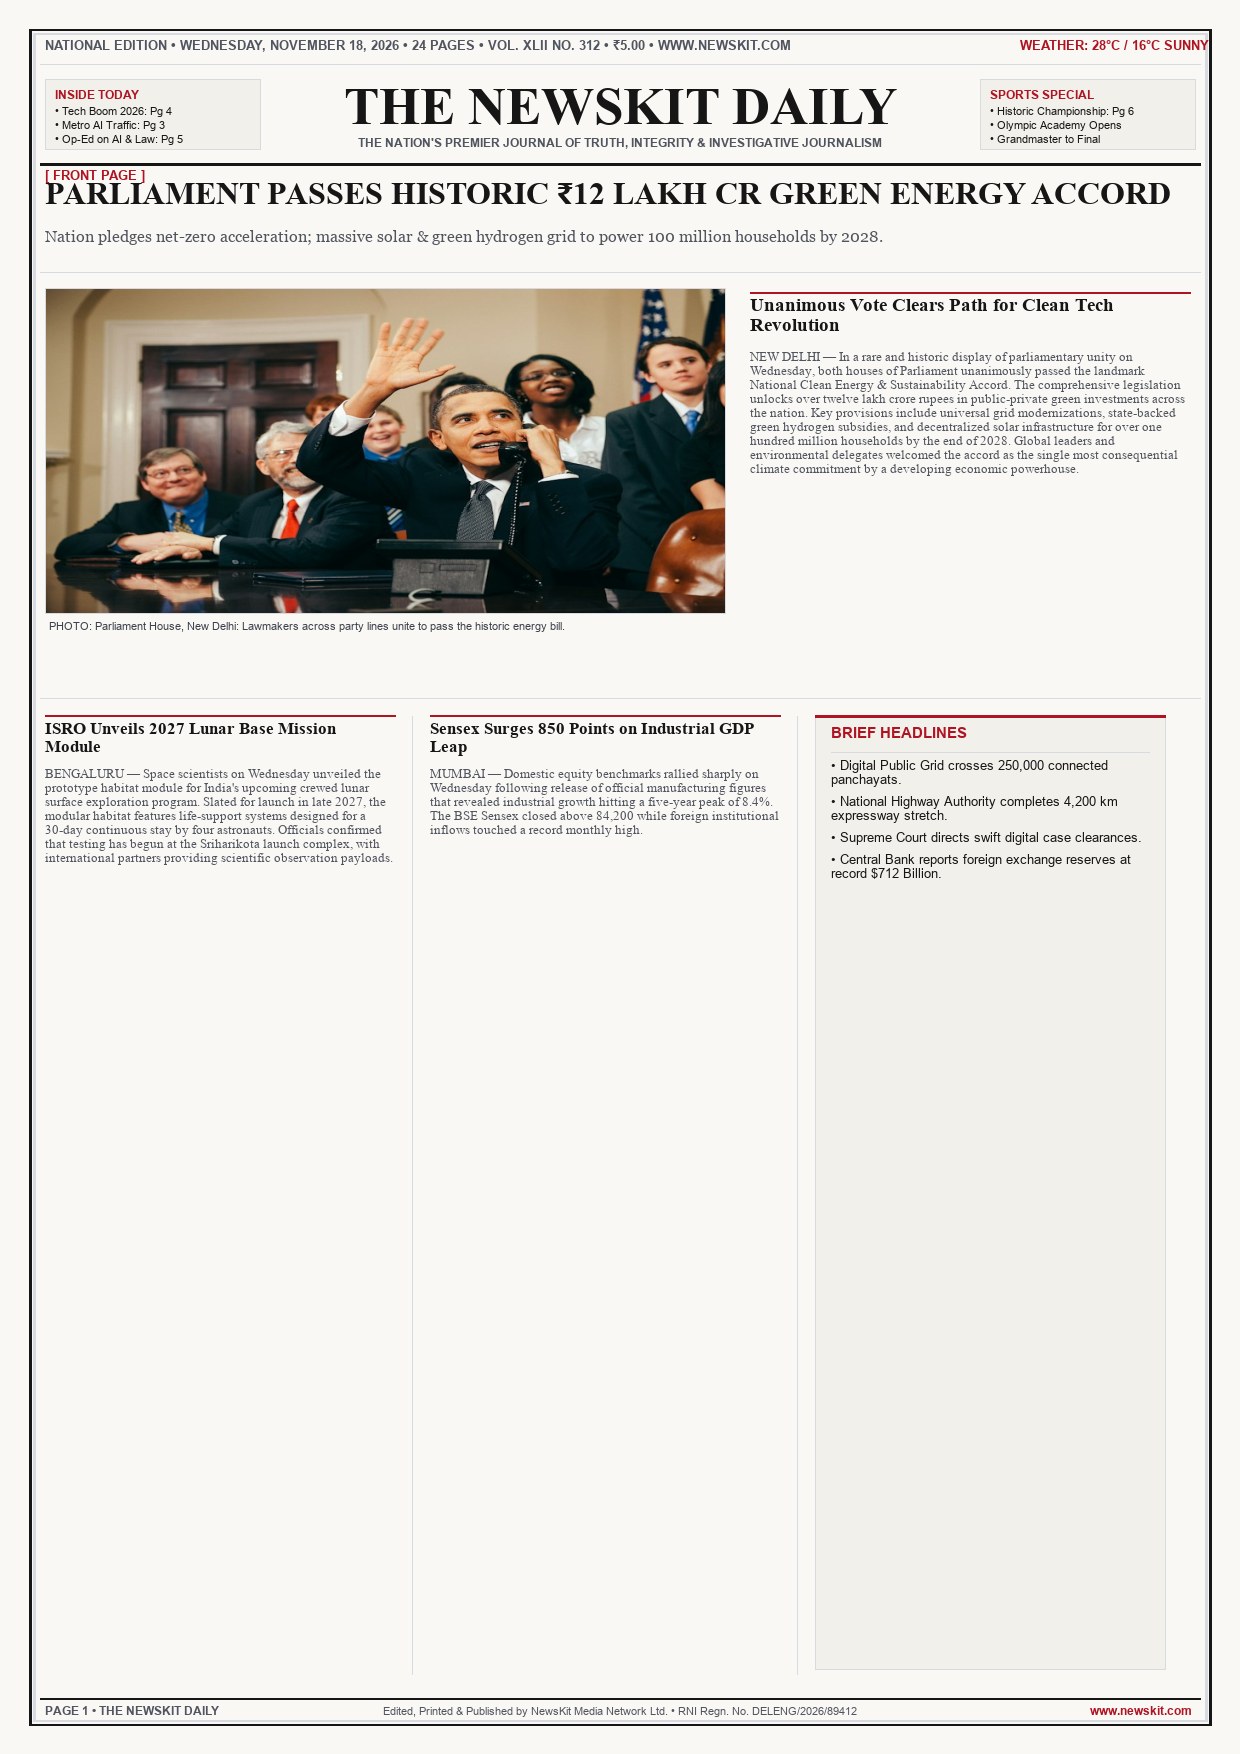 NATIONAL EDITION • WEDNESDAY, NOVEMBER 18, 2026 • 24 PAGES • VOL. XLII NO. 312 • ₹5.00 • WWW.NEWSKIT.COM
WEATHER: 28°C / 16°C SUNNY
INSIDE TODAY
• Tech Boom 2026: Pg 4
• Metro AI Traffic: Pg 3
• Op-Ed on AI & Law: Pg 5
THE NEWSKIT DAILY
THE NATION'S PREMIER JOURNAL OF TRUTH, INTEGRITY & INVESTIGATIVE JOURNALISM
SPORTS SPECIAL
• Historic Championship: Pg 6
• Olympic Academy Opens
• Grandmaster to Final
[ FRONT PAGE ]
PARLIAMENT PASSES HISTORIC ₹12 LAKH CR GREEN ENERGY ACCORD
Nation pledges net-zero acceleration; massive solar & green hydrogen grid to power 100 million households by 2028.
PHOTO: Parliament House, New Delhi: Lawmakers across party lines unite to pass the historic energy bill.
Unanimous Vote Clears Path for Clean Tech
Revolution
NEW DELHI — In a rare and historic display of parliamentary unity on
Wednesday, both houses of Parliament unanimously passed the landmark
National Clean Energy & Sustainability Accord. The comprehensive legislation
unlocks over twelve lakh crore rupees in public-private green investments across
the nation. Key provisions include universal grid modernizations, state-backed
green hydrogen subsidies, and decentralized solar infrastructure for over one
hundred million households by the end of 2028. Global leaders and
environmental delegates welcomed the accord as the single most consequential
climate commitment by a developing economic powerhouse.
ISRO Unveils 2027 Lunar Base Mission
Module
BENGALURU — Space scientists on Wednesday unveiled the
prototype habitat module for India's upcoming crewed lunar
surface exploration program. Slated for launch in late 2027, the
modular habitat features life-support systems designed for a
30-day continuous stay by four astronauts. Officials confirmed
that testing has begun at the Sriharikota launch complex, with
international partners providing scientific observation payloads.
Sensex Surges 850 Points on Industrial GDP
Leap
MUMBAI — Domestic equity benchmarks rallied sharply on
Wednesday following release of official manufacturing figures
that revealed industrial growth hitting a five-year peak of 8.4%.
The BSE Sensex closed above 84,200 while foreign institutional
inflows touched a record monthly high.
BRIEF HEADLINES
• Digital Public Grid crosses 250,000 connected
panchayats.
• National Highway Authority completes 4,200 km
expressway stretch.
• Supreme Court directs swift digital case clearances.
• Central Bank reports foreign exchange reserves at
record $712 Billion.
PAGE 1 • THE NEWSKIT DAILY
Edited, Printed & Published by NewsKit Media Network Ltd. • RNI Regn. No. DELENG/2026/89412
www.newskit.com